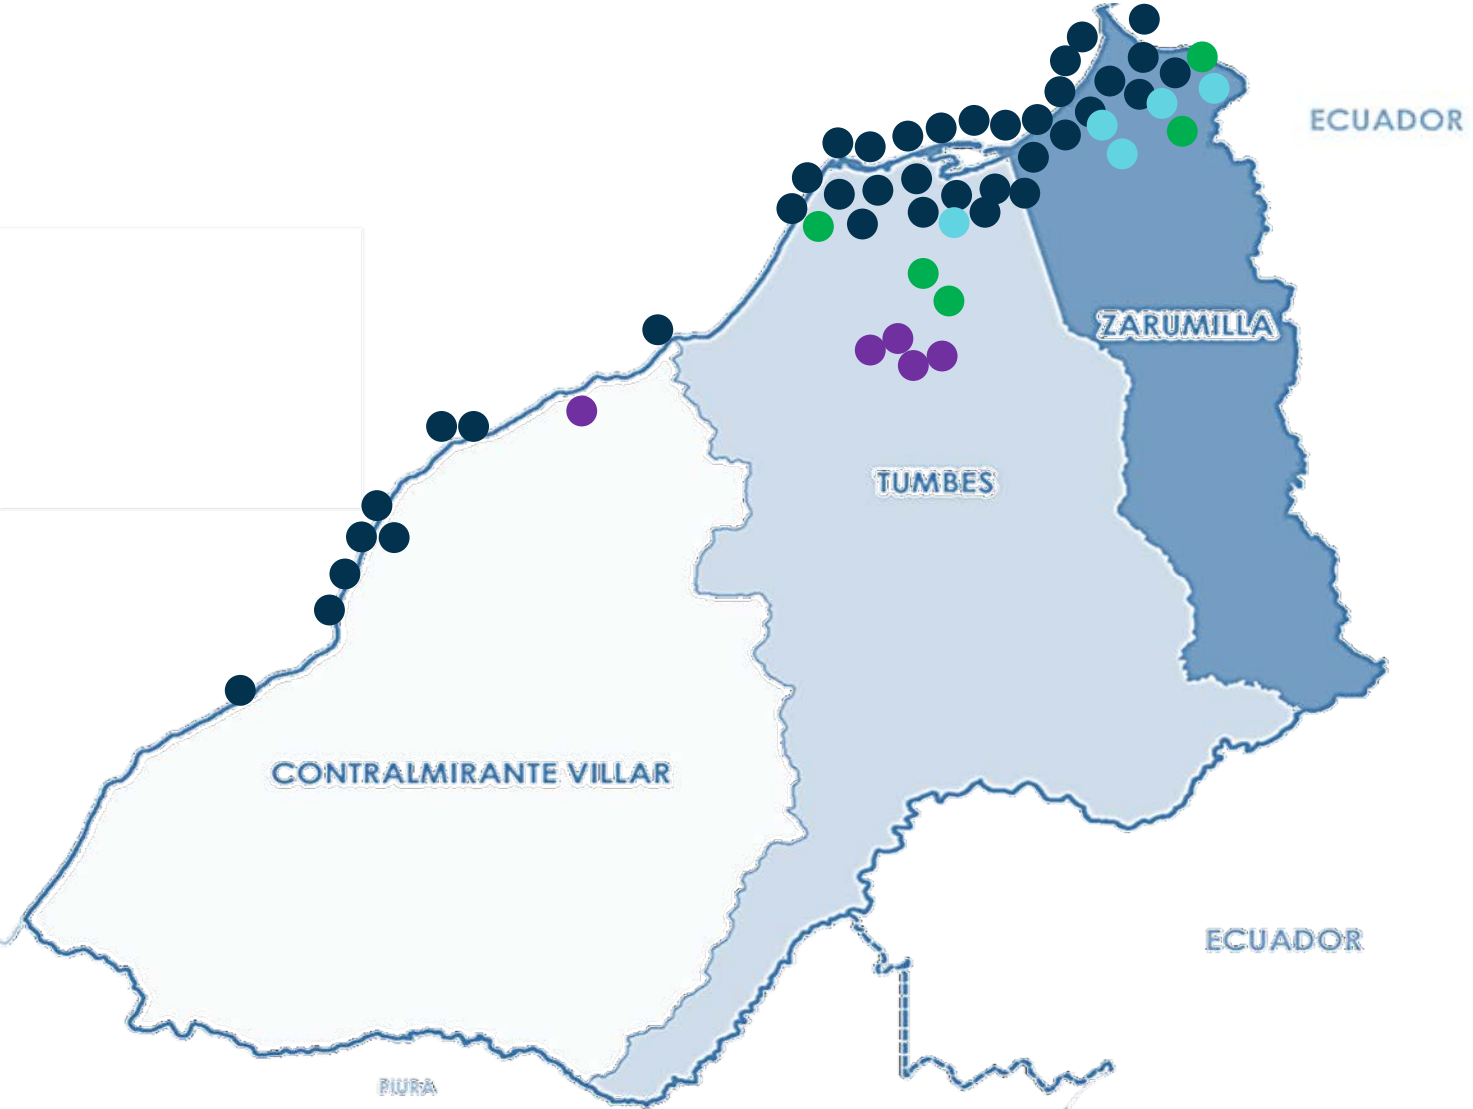 ECUADOR
ZARUMILLA
TUMBES
CONTRALMIRANTE VILLAR
ECUADOR
PIURA